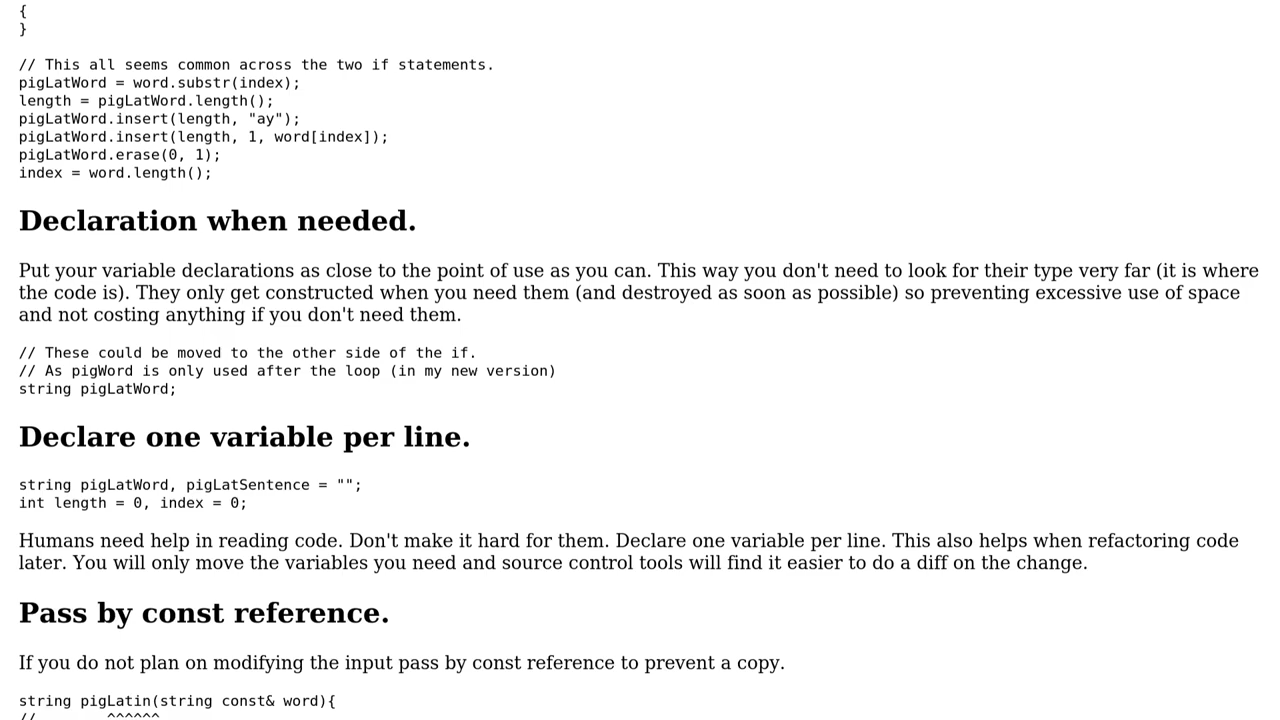 {
}
// This all seems common across the two if statements.
pigLatWord = word.substr(index);
length = pigLatWord.length();
pigLatWord.insert(length, "ay");
pigLatWord.insert(length, 1, word[index]);
pigLatWord.erase(0, 1);
index = word.length();
Declaration when needed.
Put your variable declarations as close to the point of use as you can. This way you don't need to look for their type very far (it is where
the code is). They only get constructed when you need them (and destroyed as soon as possible) so preventing excessive use of space
and not costing anything if you don't need them.
// These could be moved to the other side of the if.
// As pigWord is only used after the loop (in my new version)
string pigLatWord;
Declare one variable per line.
string pigLatWord, pigLatSentence = "";
int length = 0, index = 0;
Humans need help in reading code. Don't make it hard for them. Declare one variable per line. This also helps when refactoring code
later. You will only move the variables you need and source control tools will find it easier to do a diff on the change.
Pass by const reference.
If you do not plan on modifying the input pass by const reference to prevent a copy.
string pigLatin(string const& word){
//        ^^^^^^